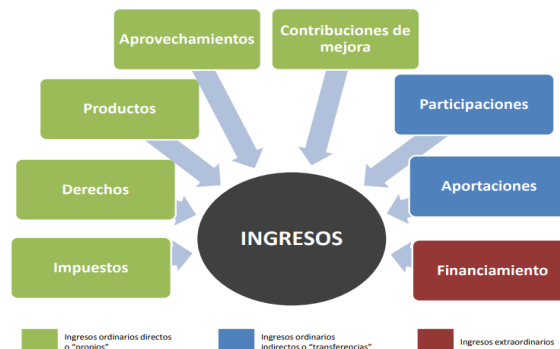 Aprovechamientos
Contribuciones de
mejora
Productos
Participaciones
Derechos
Aportaciones
INGRESOS
Impuestos
Financiamiento
Ingresos ordinarios directos
o "propios"
Ingresos ordinarios
indirectos o "transferencias"
Ingresos extraordinarios